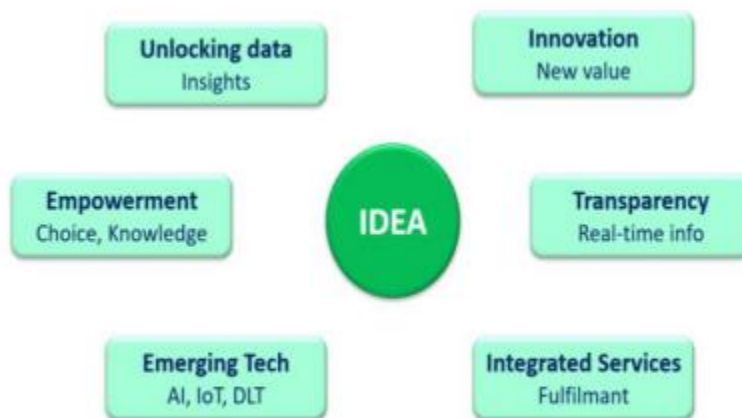 Unlocking data
Insights
Innovation
New value
Empowerment
Choice, Knowledge
IDEA
Transparency
Real-time info
Emerging Tech
AI, IoT, DLT
Integrated Services
Fulfilmant